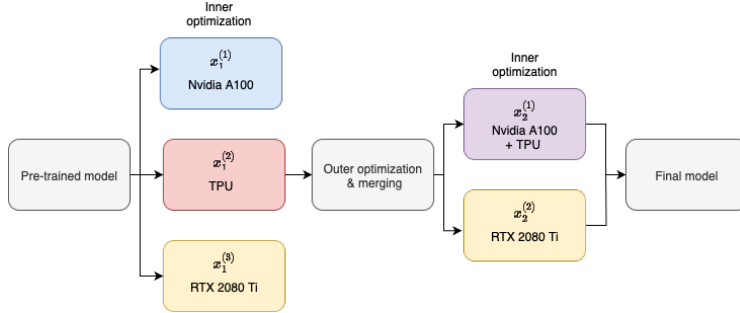 Inner
optimization
x_1^{(1)}
Nvidia A100
Pre-trained model
x_1^{(2)}
TPU
x_1^{(3)}
RTX 2080 Ti
Outer optimization
& merging
Inner
optimization
x_2^{(1)}
Nvidia A100
+ TPU
x_2^{(2)}
RTX 2080 Ti
Final model